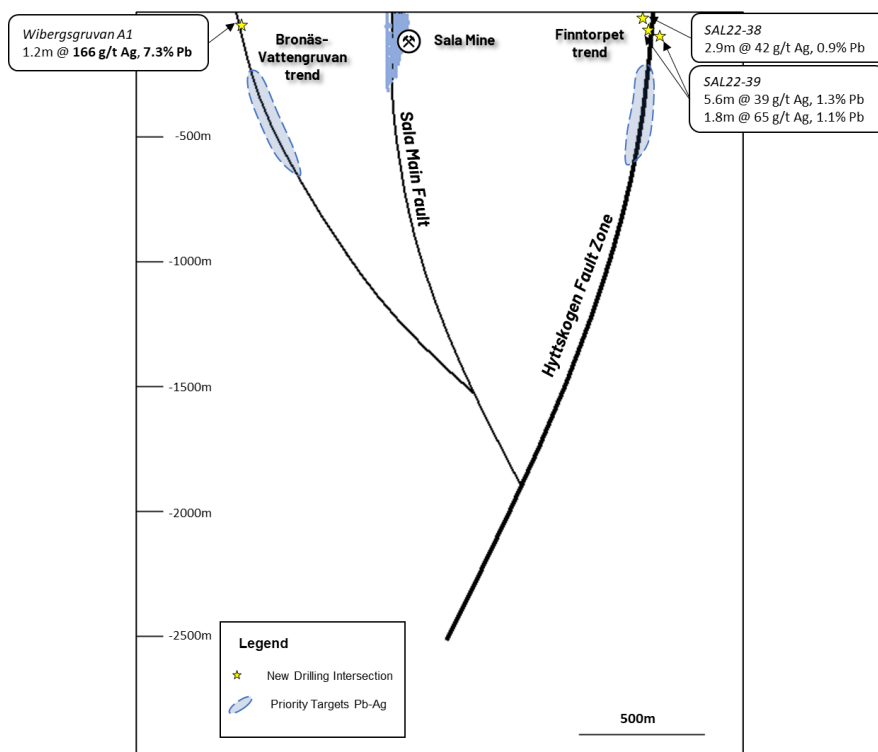 Wibergsgruvan A1
1.2m @ 166 g/t Ag, 7.3% Pb
Bronäs-
Vattengruvan
trend
Sala Mine
Finntorpet
trend
SAL22-38
2.9m @ 42 g/t Ag, 0.9% Pb
SAL22-39
5.6m @ 39 g/t Ag, 1.3% Pb
1.8m @ 65 g/t Ag, 1.1% Pb
-500m
Sala Main Fault
Hyttskogen Fault Zone
-1000m
-1500m
-2000m
-2500m
Legend
New Drilling Intersection
Priority Targets Pb-Ag
500m